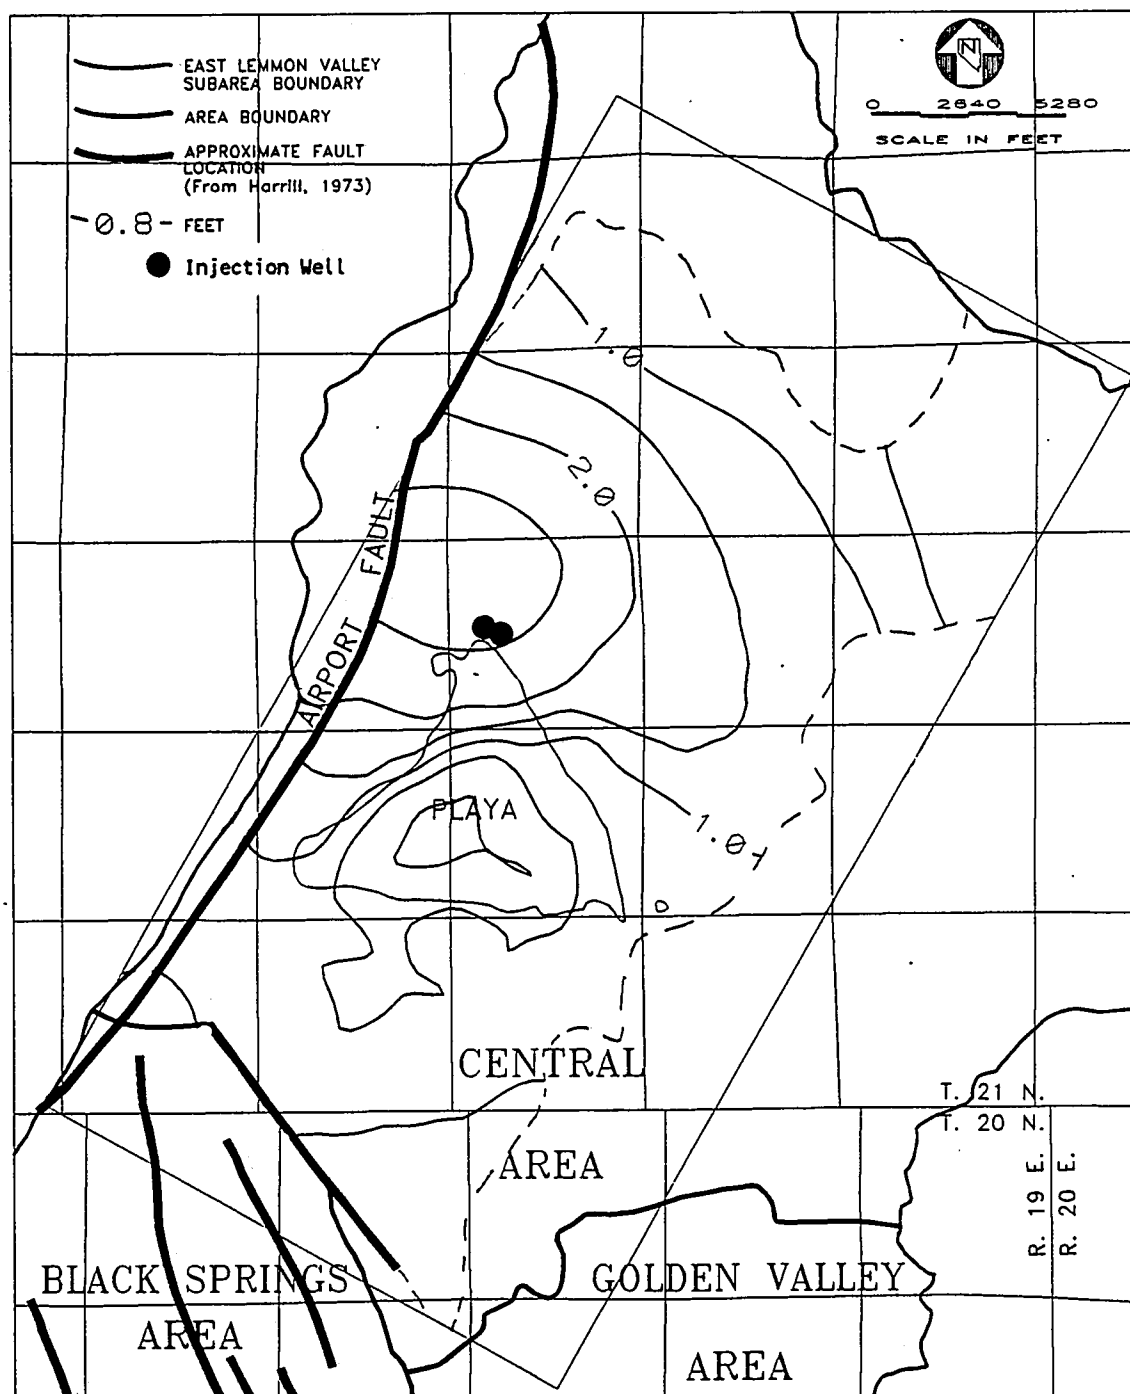 EAST LEMMON VALLEY
SUBAREA BOUNDARY
AREA BOUNDARY
APPROXIMATE FAULT
LOCATION
(From Harrill, 1973)
-0.8- FEET
Injection Well
N
0 2640 5280
SCALE IN FEET
1.0
2.0
AIRPORT FAULT
PLAYA
1.0
CENTRAL
AREA
T. 21 N.
T. 20 N.
R. 19 E.
R. 20 E.
BLACK SPRINGS
AREA
GOLDEN VALLEY
AREA